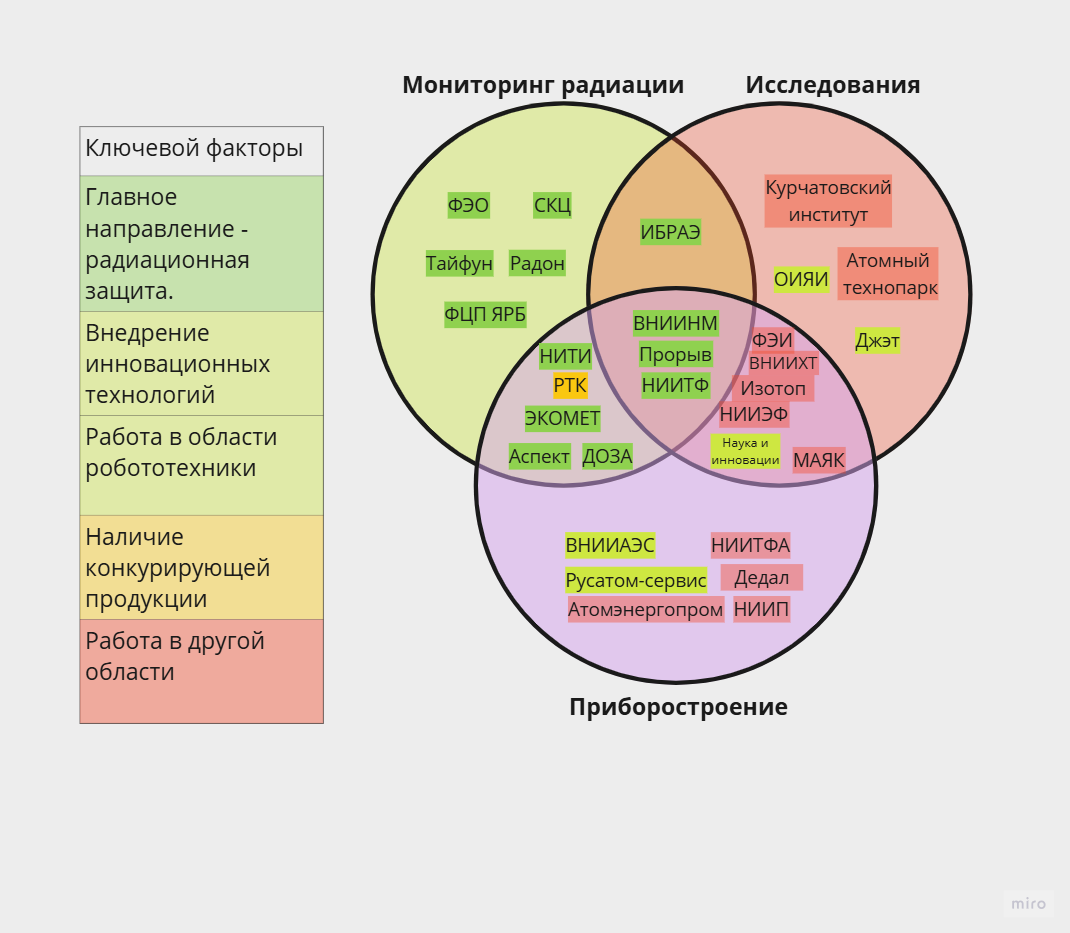 Мониторинг радиации
Исследования
Ключевой факторы
Главное
направление -
радиационная
защита.
Внедрение
инновационных
технологий
Работа в области
робототехники
Наличие
конкурирующей
продукции
Работа в другой
области
ФЭО
СКЦ
Тайфун
Радон
ФЦП ЯРБ
ИБРАЭ
Курчатовский
институт
ОИЯИ
Атомный
технопарк
Джэт
НИТИ
РТК
ЭКОМЕТ
Аспект
ДОЗА
ВНИИНМ
Прорыв
НИИТФ
ФЭИ
ВНИИХТ
Изотоп
НИИЭФ
Наука и
инновации
МАЯК
ВНИИАЭС
НИИТФА
Русатом-сервис
Дедал
Атомэнергопром
НИИП
Приборостроение
miro